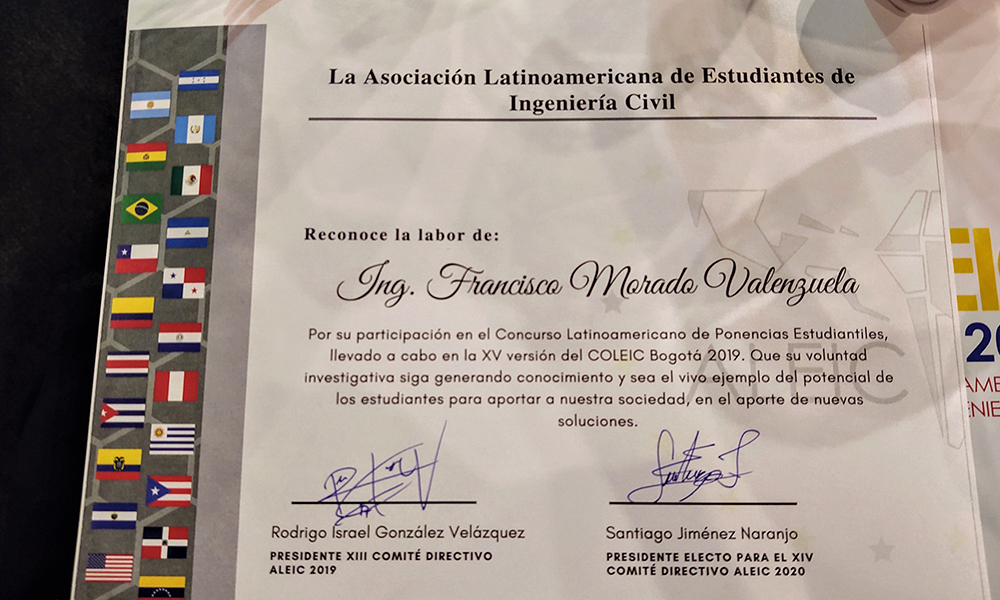 La Asociación Latinoamericana de Estudiantes de
Ingeniería Civil
Reconoce la labor de:
Ing. Francisco Morado Valenzuela
Por su participación en el Concurso Latinoamericano de Ponencias Estudiantiles,
llevado a cabo en la XV versión del COLEIC Bogotá 2019. Que su voluntad
investigativa siga generando conocimiento y sea el vivo ejemplo del potencial de
los estudiantes para aportar a nuestra sociedad, en el aporte de nuevas
soluciones.
ALEIC
Rodrigo Israel González Velázquez
PRESIDENTE XIII COMITÉ DIRECTIVO
ALEIC 2019
Santiago Jiménez Naranjo
PRESIDENTE ELECTO PARA EL XIV
COMITÉ DIRECTIVO ALEIC 2020